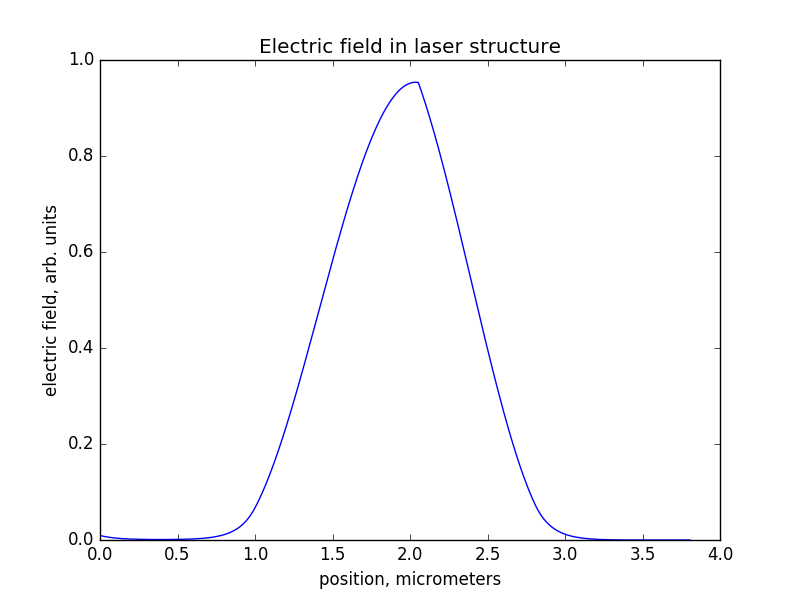 Electric field in laser structure
1.0
0.8
0.6
0.4
0.2
0.0
electric field, arb. units
0.0 0.5 1.0 1.5 2.0 2.5 3.0 3.5 4.0
position, micrometers